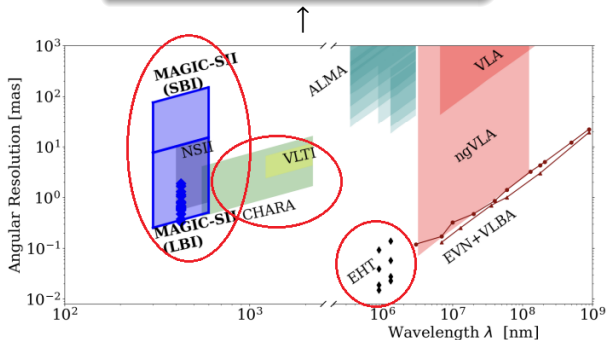 10³
10²
10¹
10⁰
10⁻¹
10⁻²
Angular Resolution [mas]
MAGIC-SII
(SBI)
NSII
MAGIC-SII
(LBI)
VLTI
CHARA
EHT
ALMA
VLA
ngVLA
EVN+VLBA
10² 10³ 10⁶ 10⁷ 10⁸ 10⁹
Wavelength λ [nm]